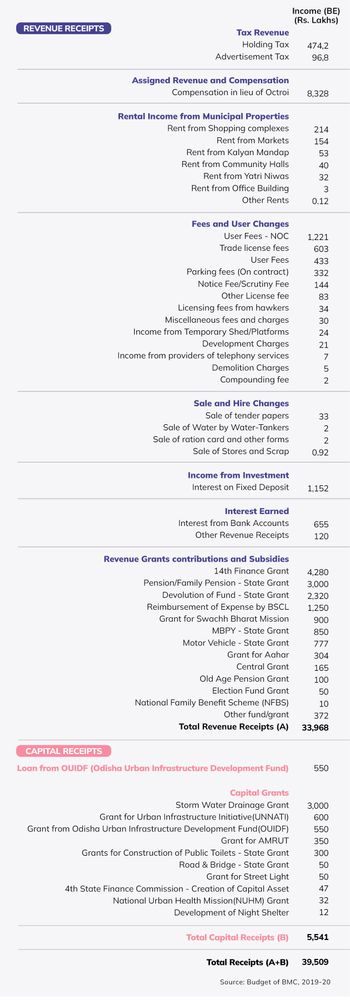 Income (BE)
(Rs. Lakhs)
REVENUE RECEIPTS
Tax Revenue
Holding Tax 474,2
Advertisement Tax 96,8
Assigned Revenue and Compensation
Compensation in lieu of Octroi 8,328
Rental Income from Municipal Properties
Rent from Shopping complexes 214
Rent from Markets 154
Rent from Kalyan Mandap 53
Rent from Community Halls 40
Rent from Yatri Niwas 32
Rent from Office Building 3
Other Rents 0.12
Fees and User Changes
User Fees - NOC 1,221
Trade license fees 603
User Fees 433
Parking fees (On contract) 332
Notice Fee/Scrutiny Fee 144
Other License fee 83
Licensing fees from hawkers 34
Miscellaneous fees and charges 30
Income from Temporary Shed/Platforms 24
Development Charges 21
Income from providers of telephony services 7
Demolition Charges 5
Compounding fee 2
Sale and Hire Changes
Sale of tender papers 33
Sale of Water by Water-Tankers 2
Sale of ration card and other forms 2
Sale of Stores and Scrap 0.92
Income from Investment
Interest on Fixed Deposit 1,152
Interest Earned
Interest from Bank Accounts 655
Other Revenue Receipts 120
Revenue Grants contributions and Subsidies
14th Finance Grant 4,280
Pension/Family Pension - State Grant 3,000
Devolution of Fund - State Grant 2,320
Reimbursement of Expense by BSCL 1,250
Grant for Swachh Bharat Mission 900
MBPY - State Grant 850
Motor Vehicle - State Grant 777
Grant for Aahar 304
Central Grant 165
Old Age Pension Grant 100
Election Fund Grant 50
National Family Benefit Scheme (NFBS) 10
Other fund/grant 372
Total Revenue Receipts (A) 33,968
CAPITAL RECEIPTS
Loan from OUIDF (Odisha Urban Infrastructure Development Fund) 550
Capital Grants
Storm Water Drainage Grant 3,000
Grant for Urban Infrastructure Initiative(UNNATI) 600
Grant from Odisha Urban Infrastructure Development Fund(OUIDF) 550
Grant for AMRUT 350
Grants for Construction of Public Toilets - State Grant 300
Road & Bridge - State Grant 50
Grant for Street Light 50
4th State Finance Commission - Creation of Capital Asset 47
National Urban Health Mission(NUHM) Grant 32
Development of Night Shelter 12
Total Capital Receipts (B) 5,541
Total Receipts (A+B) 39,509
Source: Budget of BMC, 2019-20